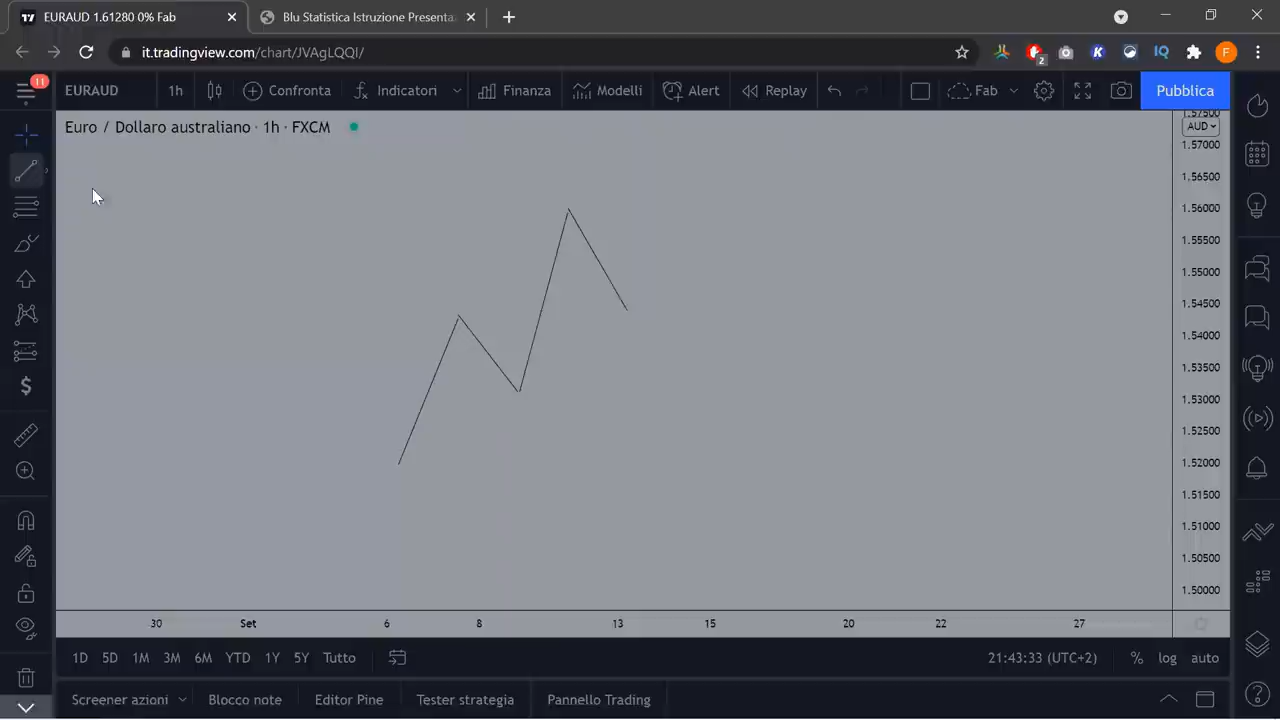 EURAUD 1.61280 0% Fab
Blu Statistica Istruzione Presenta
it.tradingview.com/chart/JVAgLQQI/
2
IQ
F
11
EURAUD
1h
Confronta
Indicatori
Finanza
Modelli
Alert
Replay
Fab
Pubblica
Euro / Dollaro australiano · 1h · FXCM
AUD
1.57500
1.57000
1.56500
1.56000
1.55500
1.55000
1.54500
1.54000
1.53500
1.53000
1.52500
1.52000
1.51500
1.51000
1.50500
1.50000
30 Set 6 8 13 15 20 22 27
1D 5D 1M 3M 6M YTD 1Y 5Y Tutto
21:43:33 (UTC+2) % log auto
Screener azioni Blocco note Editor Pine Tester strategia Pannello Trading